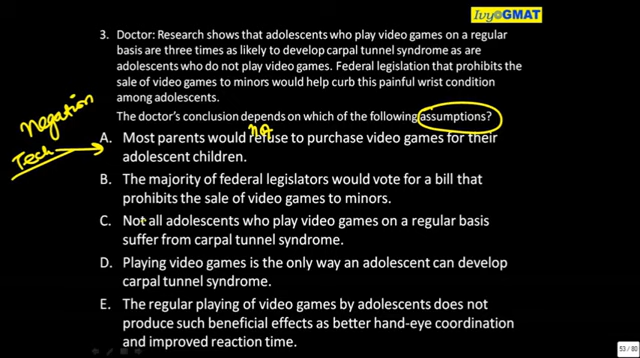 Ivy@GMAT
3. Doctor: Research shows that adolescents who play video games on a regular
basis are three times as likely to develop carpal tunnel syndrome as are
adolescents who do not play video games. Federal legislation that prohibits the
sale of video games to minors would help curb this painful wrist condition
among adolescents.
The doctor's conclusion depends on which of the following assumptions?
Negation
Tech
not
A. Most parents would refuse to purchase video games for their
adolescent children.
B. The majority of federal legislators would vote for a bill that
prohibits the sale of video games to minors.
C. Not all adolescents who play video games on a regular basis
suffer from carpal tunnel syndrome.
D. Playing video games is the only way an adolescent can develop
carpal tunnel syndrome.
E. The regular playing of video games by adolescents does not
produce such beneficial effects as better hand-eye coordination
and improved reaction time.
53 / 80